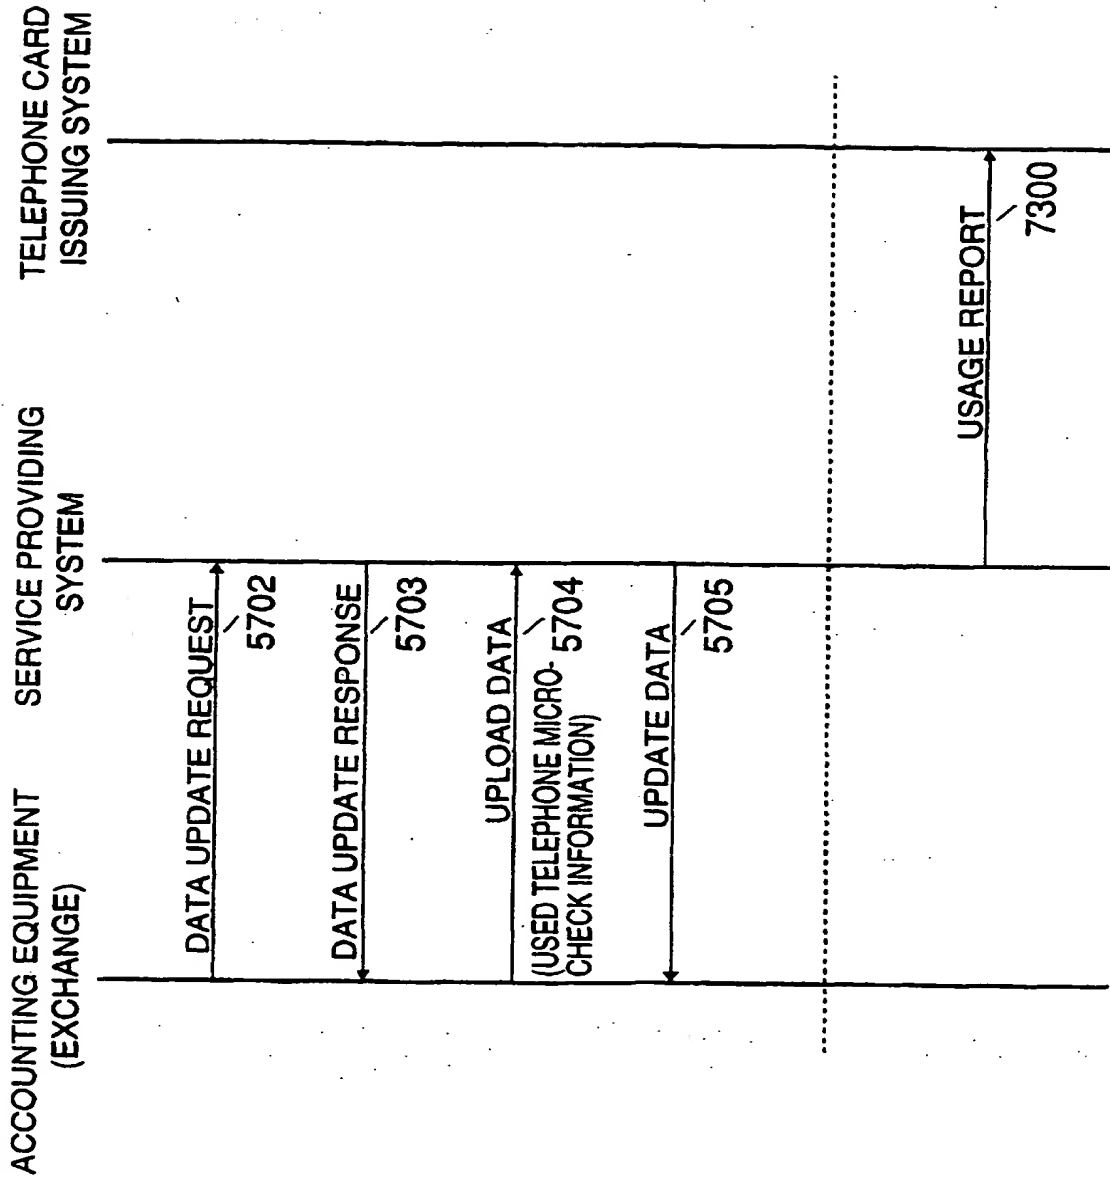 ACCOUNTING EQUIPMENT
(EXCHANGE)
SERVICE PROVIDING
SYSTEM
TELEPHONE CARD
ISSUING SYSTEM
DATA UPDATE REQUEST
5702
DATA UPDATE RESPONSE
5703
UPLOAD DATA
5704
(USED TELEPHONE MICRO-
CHECK INFORMATION)
UPDATE DATA
5705
USAGE REPORT
7300